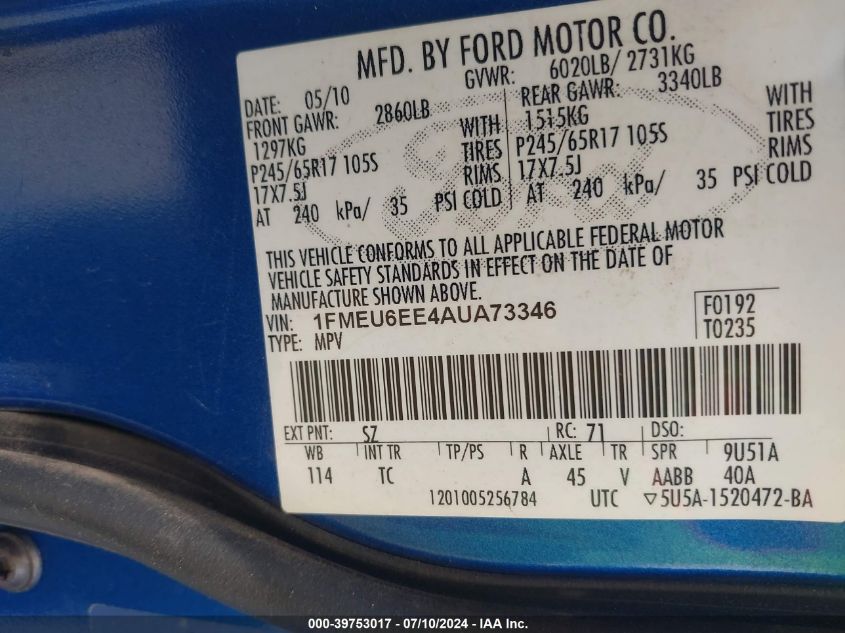 MFD. BY FORD MOTOR CO.
DATE: 05/10 GVWR: 6020LB/ 2731KG
FRONT GAWR: 2860LB REAR GAWR: 3340LB
1297KG WITH 1515KG WITH
P245/65R17 105S TIRES P245/65R17 105S TIRES
17X7.5J RIMS 17X7.5J RIMS
AT 240 kPa/ 35 PSI COLD AT 240 kPa/ 35 PSI COLD
THIS VEHICLE CONFORMS TO ALL APPLICABLE FEDERAL MOTOR
VEHICLE SAFETY STANDARDS IN EFFECT ON THE DATE OF
MANUFACTURE SHOWN ABOVE.
VIN: 1FMEU6EE4AUA73346 F0192
TYPE: MPV T0235
EXT PNT: SZ RC: 71 DSO:
WB INT TR TP/PS R AXLE TR SPR 9U51A
114 TC A 45 V AABB 40A
1201005256784 UTC ▽5U5A-1520472-BA
000-39753017 - 07/10/2024 - IAA Inc.